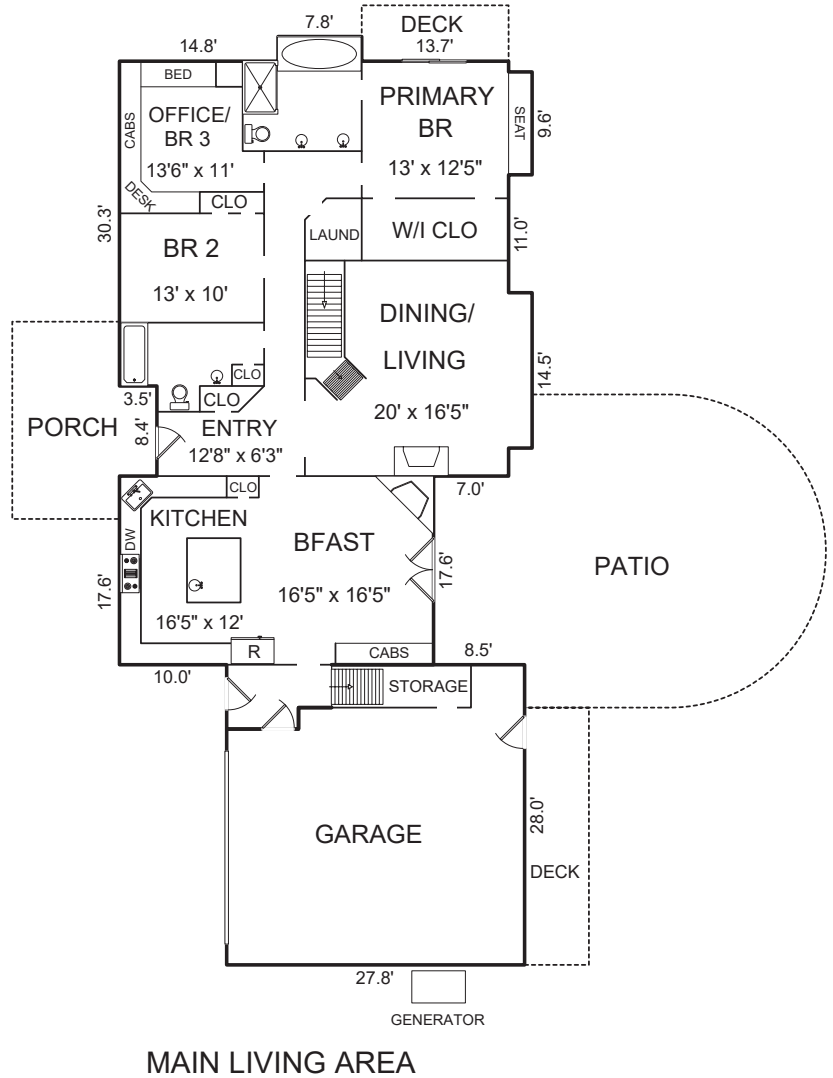 DECK
7.8'
14.8'
13.7'
BED
OFFICE/
BR 3
13'6" x 11'
CABS
DESK
CLO
PRIMARY
BR
13' x 12'5"
SEAT
9.6'
30.3'
LAUND
W/I CLO
11.0'
BR 2
13' x 10'
DINING/
LIVING
20' x 16'5"
14.5'
CLO
CLO
3.5'
PORCH
8.4'
ENTRY
12'8" x 6'3"
7.0'
CLO
KITCHEN
DW
BFAST
16'5" x 16'5"
16'5" x 12'
17.6'
17.6'
PATIO
R
CABS
8.5'
10.0'
STORAGE
GARAGE
28.0'
DECK
27.8'
GENERATOR
MAIN LIVING AREA